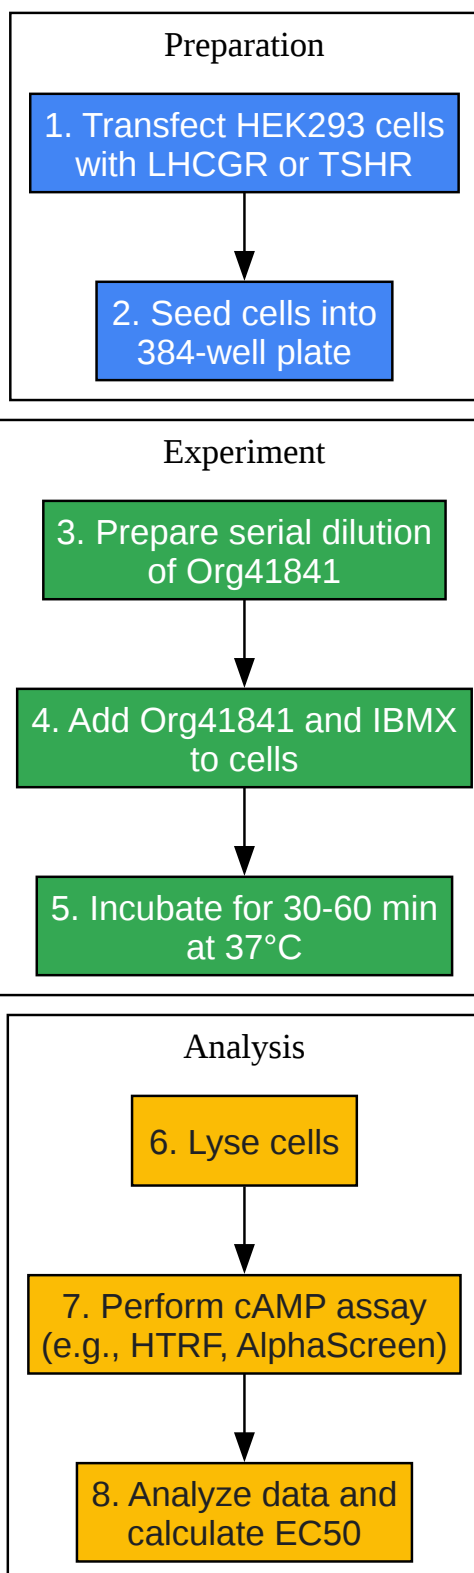 Preparation
1. Transfect HEK293 cells
with LHCGR or TSHR
2. Seed cells into
384-well plate
Experiment
3. Prepare serial dilution
of Org41841
4. Add Org41841 and IBMX
to cells
5. Incubate for 30-60 min
at 37°C
Analysis
6. Lyse cells
7. Perform cAMP assay
(e.g., HTRF, AlphaScreen)
8. Analyze data and
calculate EC50